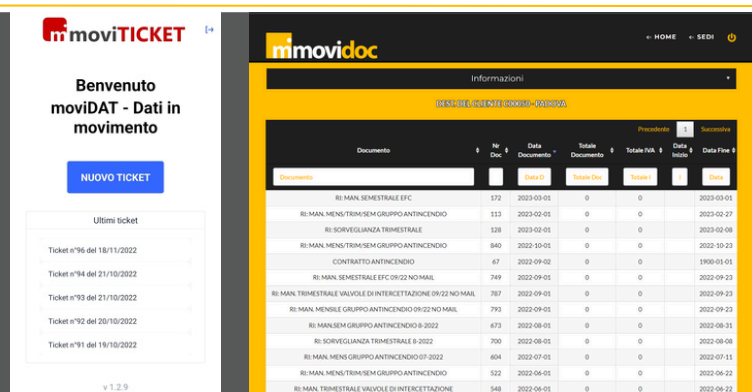 moviTICKET
Benvenuto
moviDAT - Dati in
movimento
NUOVO TICKET
Ultimi ticket
Ticket n°96 del 18/11/2022
Ticket n°94 del 21/10/2022
Ticket n°93 del 21/10/2022
Ticket n°92 del 20/10/2022
Ticket n°91 del 19/10/2022
v 1.2.9
movidoc
← HOME ← SEDI
Informazioni
DEST. DEL CLIENTE C00050 - PADOVA
Precedente 1 Successiva
Documento Nr Doc Data Documento Totale Documento Totale IVA Data Inizio Data Fine
Documento Data D Totale Doc Totale I Data
RI: MAN. SEMESTRALE EFC 172 2023-03-01 0 0 2023-03-01
RI: MAN. MENS/TRIM/SEM GRUPPO ANTINCENDIO 113 2023-02-01 0 0 2023-02-27
RI: SORVEGLIANZA TRIMESTRALE 128 2023-02-01 0 0 2023-02-08
RI: MAN. MENS/TRIM/SEM GRUPPO ANTINCENDIO 840 2022-10-01 0 0 2022-10-23
CONTRATTO ANTINCENDIO 67 2022-09-02 0 0 1900-01-01
RI: MAN. SEMESTRALE EFC 09/22 NO MAIL 749 2022-09-01 0 0 2022-09-23
RI: MAN. TRIMESTRALE VALVOLE DI INTERCETTAZIONE 09/22 NO MAIL 787 2022-09-01 0 0 2022-09-23
RI: MAN. MENSILE GRUPPO ANTINCENDIO 09/22 NO MAIL 793 2022-09-01 0 0 2022-09-23
RI: MAN:SEM GRUPPO ANTINCENDIO 8-2022 673 2022-08-01 0 0 2022-08-31
RI: SORVEGLIANZA TRIMESTRALE 8-2022 700 2022-08-01 0 0 2022-08-08
RI: MAN. MENS GRUPPO ANTINCENDIO 07-2022 604 2022-07-01 0 0 2022-07-11
RI: MAN. MENS/TRIM/SEM GRUPPO ANTINCENDIO 522 2022-06-01 0 0 2022-06-22
RI: MAN. TRIMESTRALE VALVOLE DI INTERCETTAZIONE 548 2022-06-01 0 0 2022-06-22